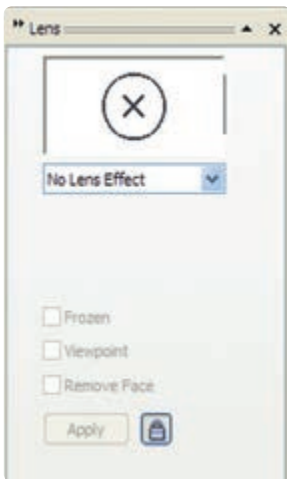 Lens
No Lens Effect
Frozen
Viewpoint
Remove Face
Apply